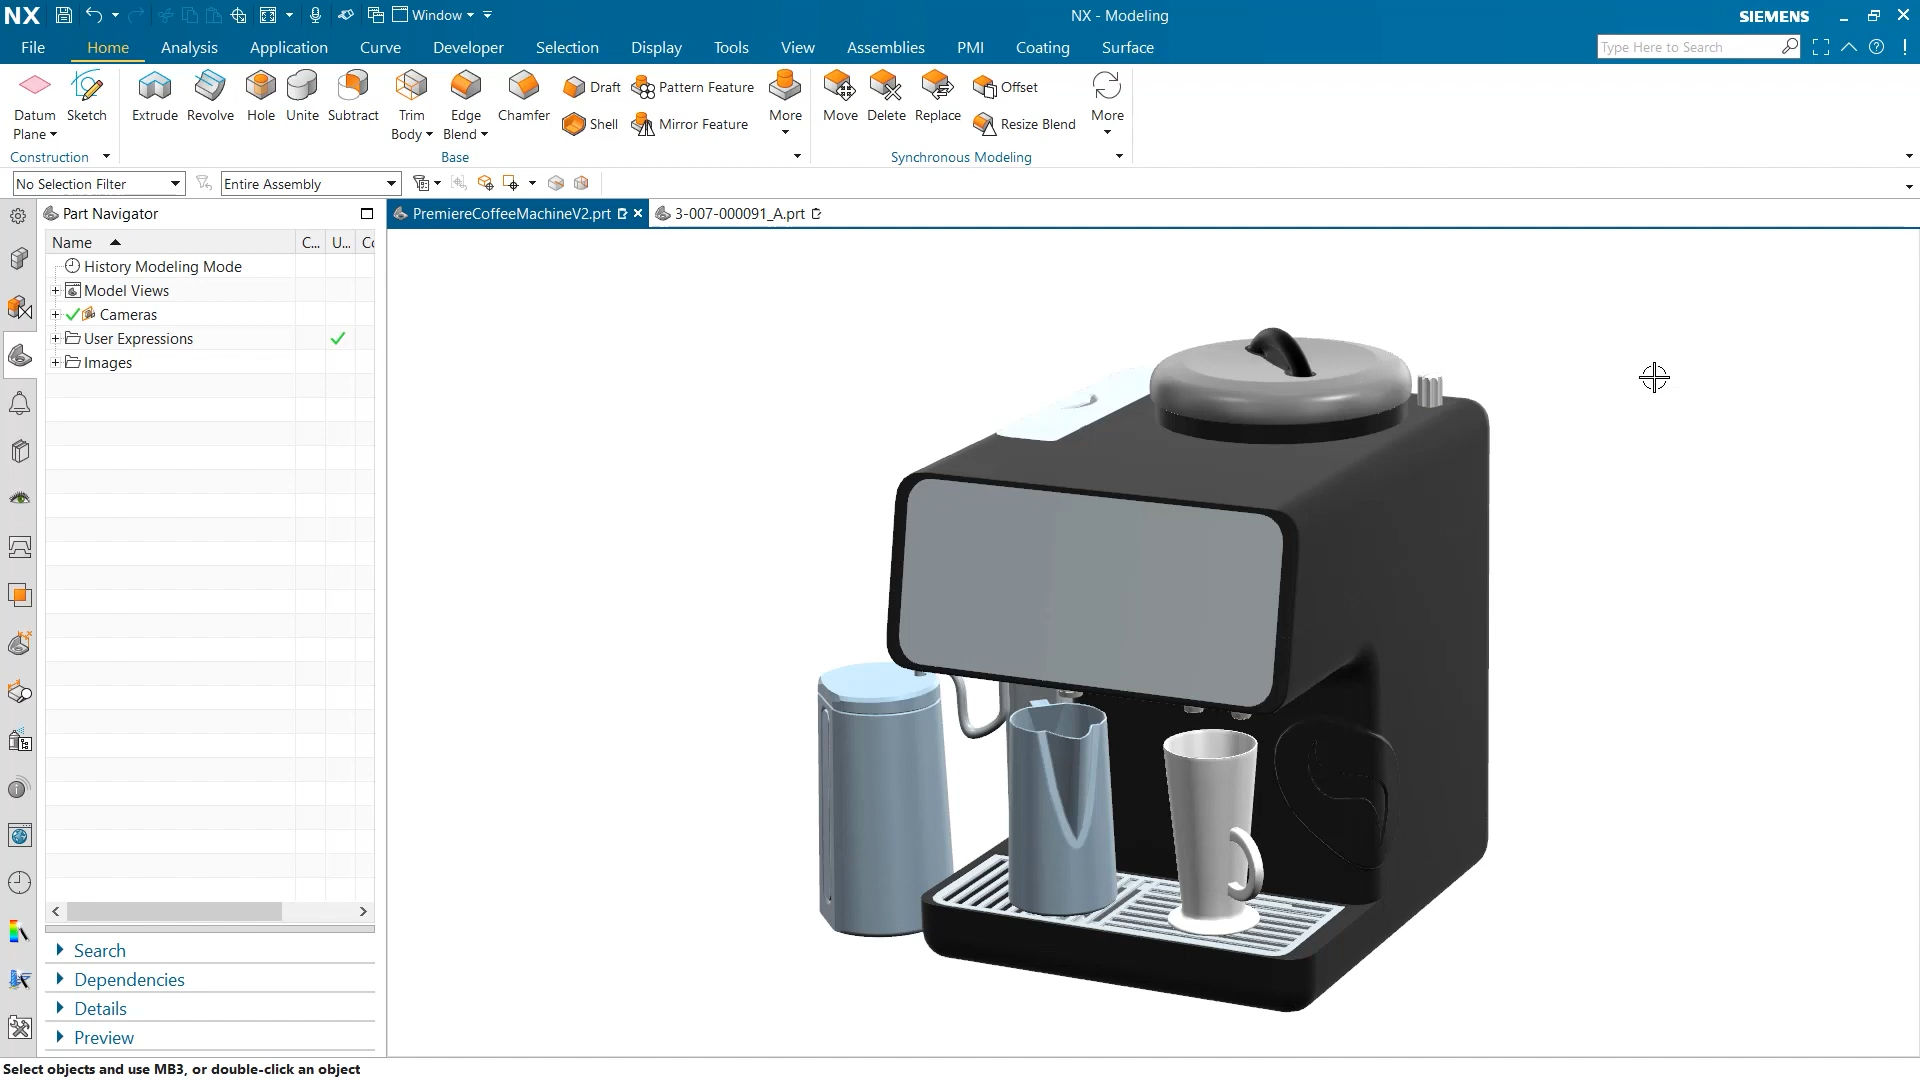 NX
Window
NX - Modeling
SIEMENS
File
Home
Analysis
Application
Curve
Developer
Selection
Display
Tools
View
Assemblies
PMI
Coating
Surface
Type Here to Search
Datum
Plane
Sketch
Extrude
Revolve
Hole
Unite
Subtract
Trim
Body
Edge
Blend
Chamfer
Draft
Shell
Pattern Feature
Mirror Feature
More
Move
Delete
Replace
Offset
Resize Blend
More
Construction
Base
Synchronous Modeling
No Selection Filter
Entire Assembly
Part Navigator
PremiereCoffeeMachineV2.prt
3-007-000091_A.prt
Name
C...
U...
Co
History Modeling Mode
Model Views
Cameras
User Expressions
Images
Search
Dependencies
Details
Preview
Select objects and use MB3, or double-click an object